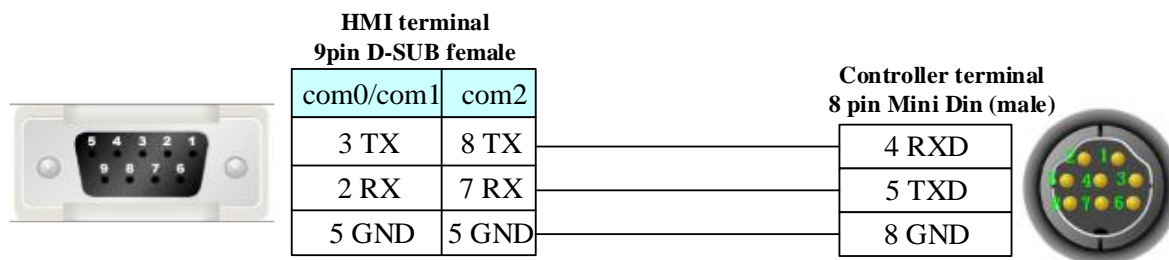 HMI terminal
9pin D-SUB female
com0/com1 com2
3 TX 8 TX
2 RX 7 RX
5 GND 5 GND
Controller terminal
8 pin Mini Din (male)
4 RXD
5 TXD
8 GND
5 4 3 2 1
9 8 7 6
2 1
5 4 3
8 7 6